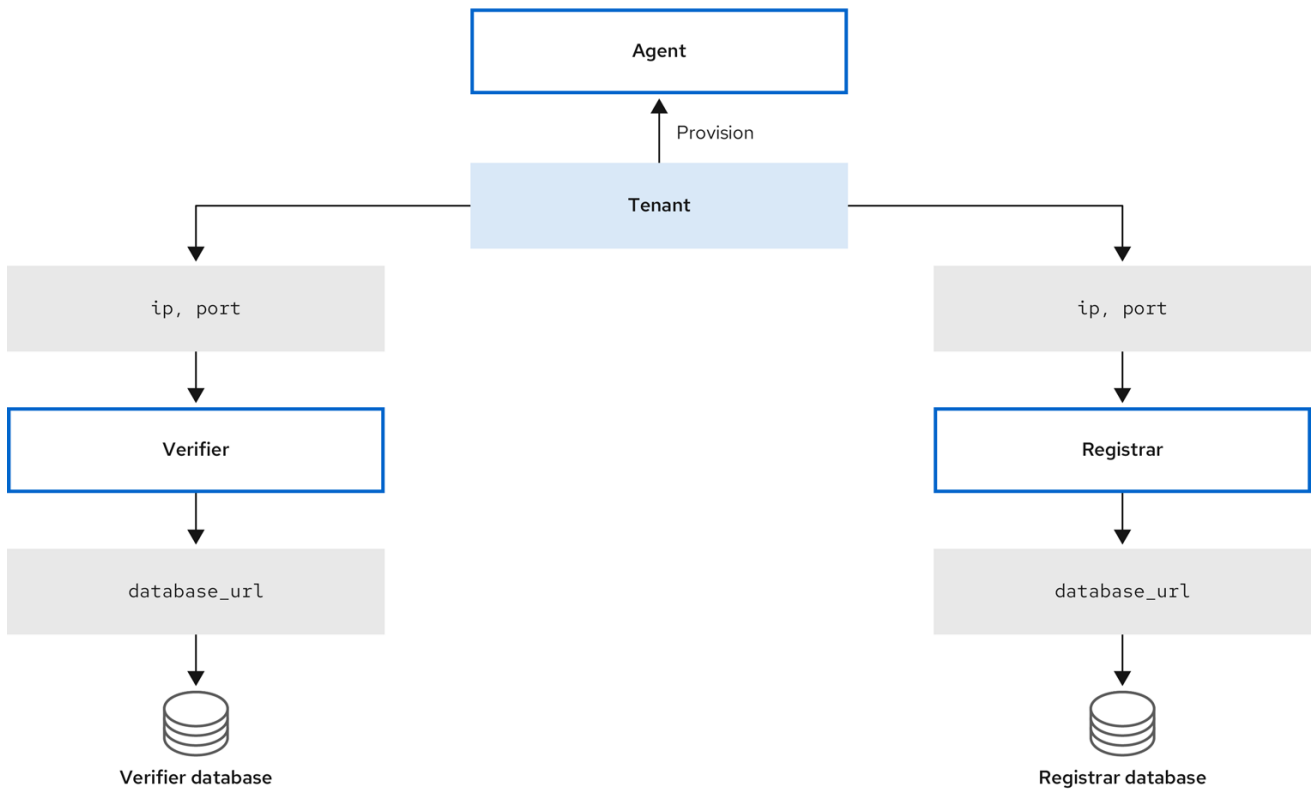 Agent
Provision
Tenant
ip, port
ip, port
Verifier
Registrar
database_url
database_url
Verifier database
Registrar database